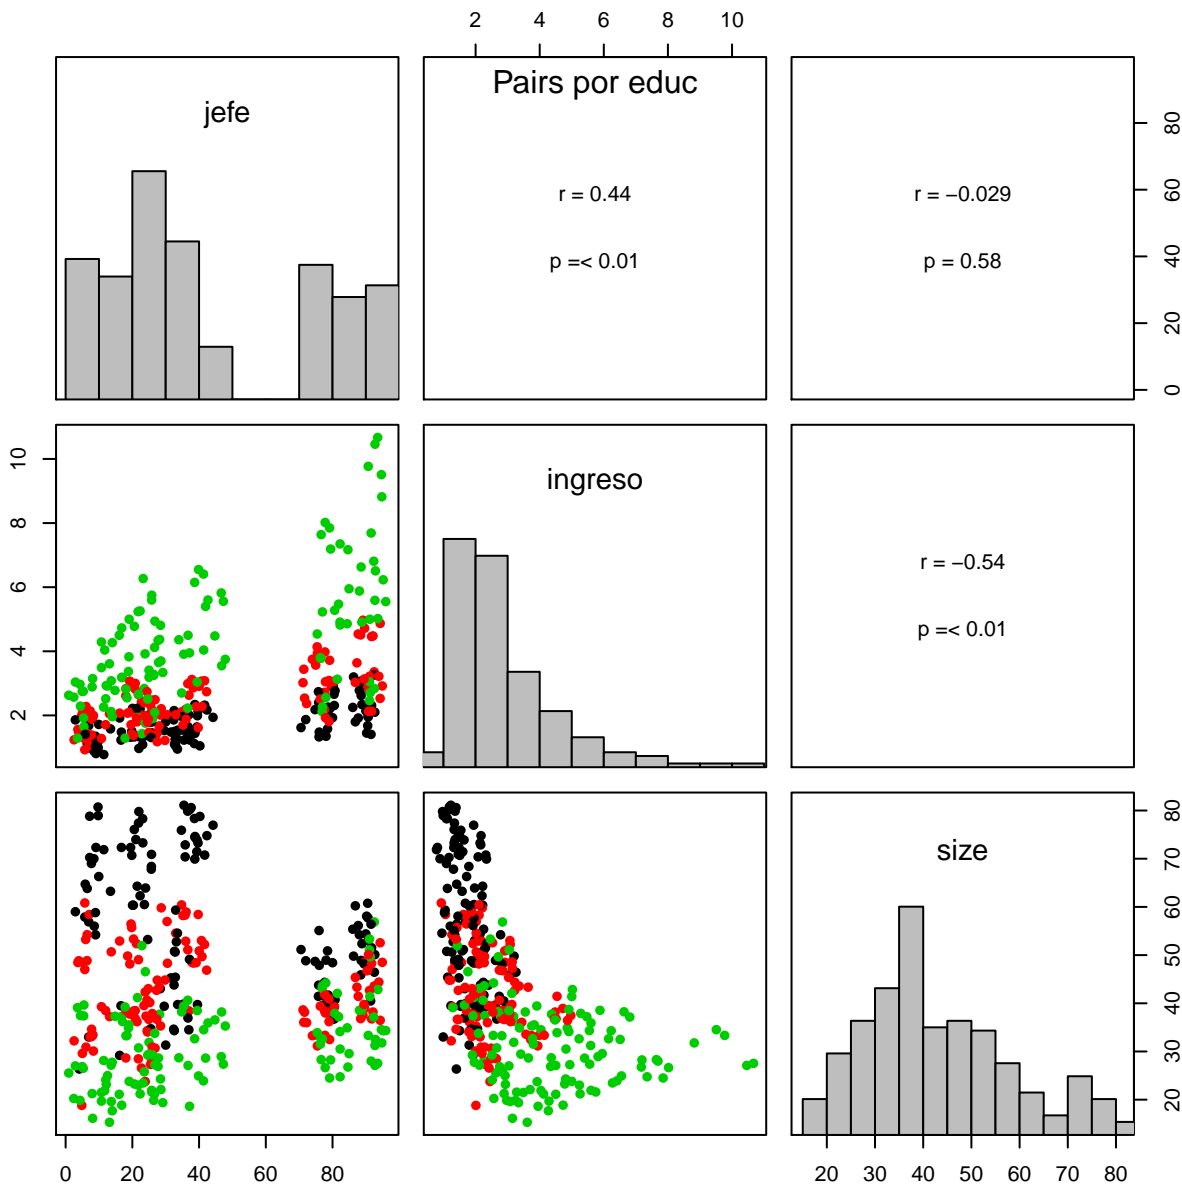 2 4 6 8 10
Pairs por educ
jefe
r = 0.44
p =< 0.01
r = −0.029
p = 0.58
80
60
40
20
0
10
8
6
4
2
ingreso
r = −0.54
p =< 0.01
size
80
70
60
50
40
30
20
0 20 40 60 80
20 30 40 50 60 70 80